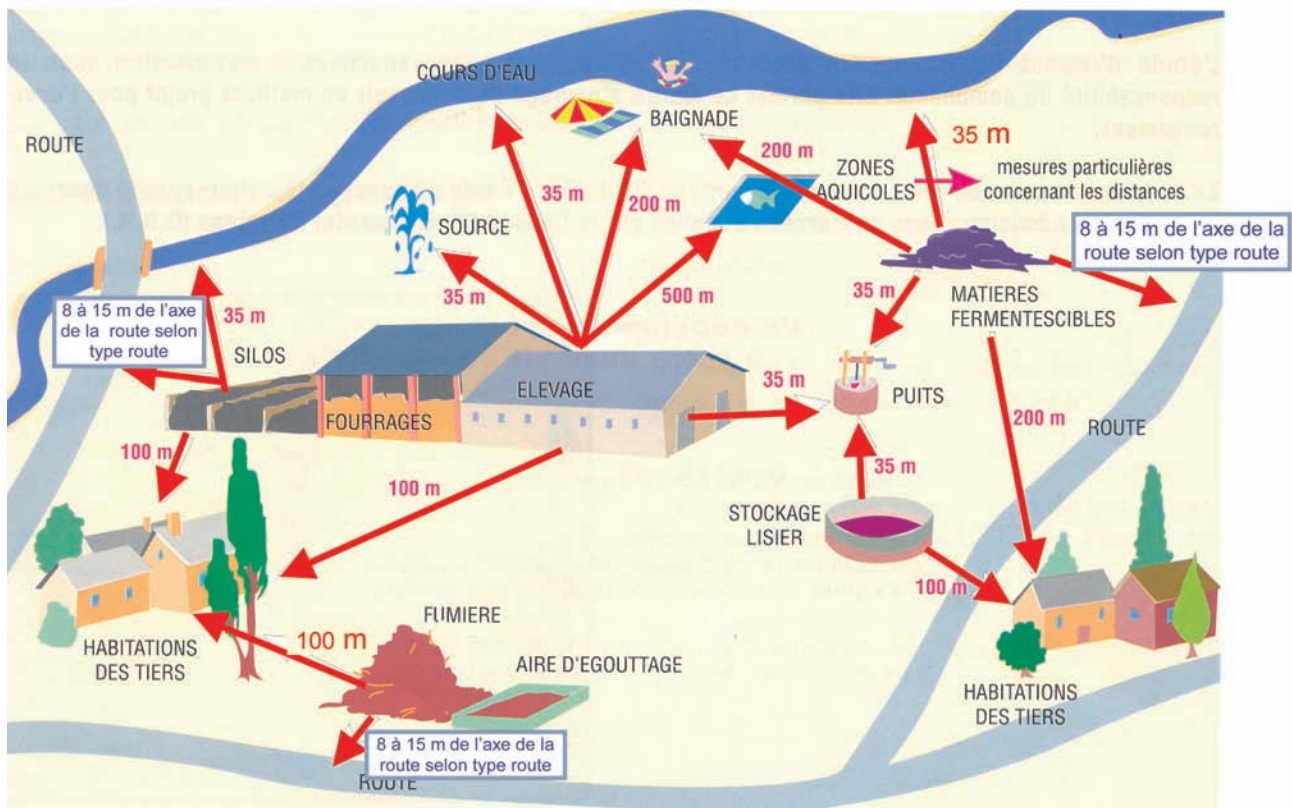 COURS D'EAU
BAIGNADE
ROUTE
35 m
200 m
ZONES
AQUICOLES
35 m
mesures particulières
concernant les distances
35 m
200 m
SOURCE
8 à 15 m de l'axe de la
route selon type route
35 m
500 m
MATIERES
FERMENTESCIBLES
35 m
8 à 15 m de l'axe
de la route selon
type route
35 m
SILOS
ELEVAGE
35 m
PUITS
FOURRAGES
200 m
ROUTE
100 m
100 m
35 m
STOCKAGE
LISIER
100 m
FUMIERE
100 m
HABITATIONS
DES TIERS
AIRE D'EGOUTTAGE
HABITATIONS
DES TIERS
8 à 15 m de l'axe de la
route selon type route
ROUTE